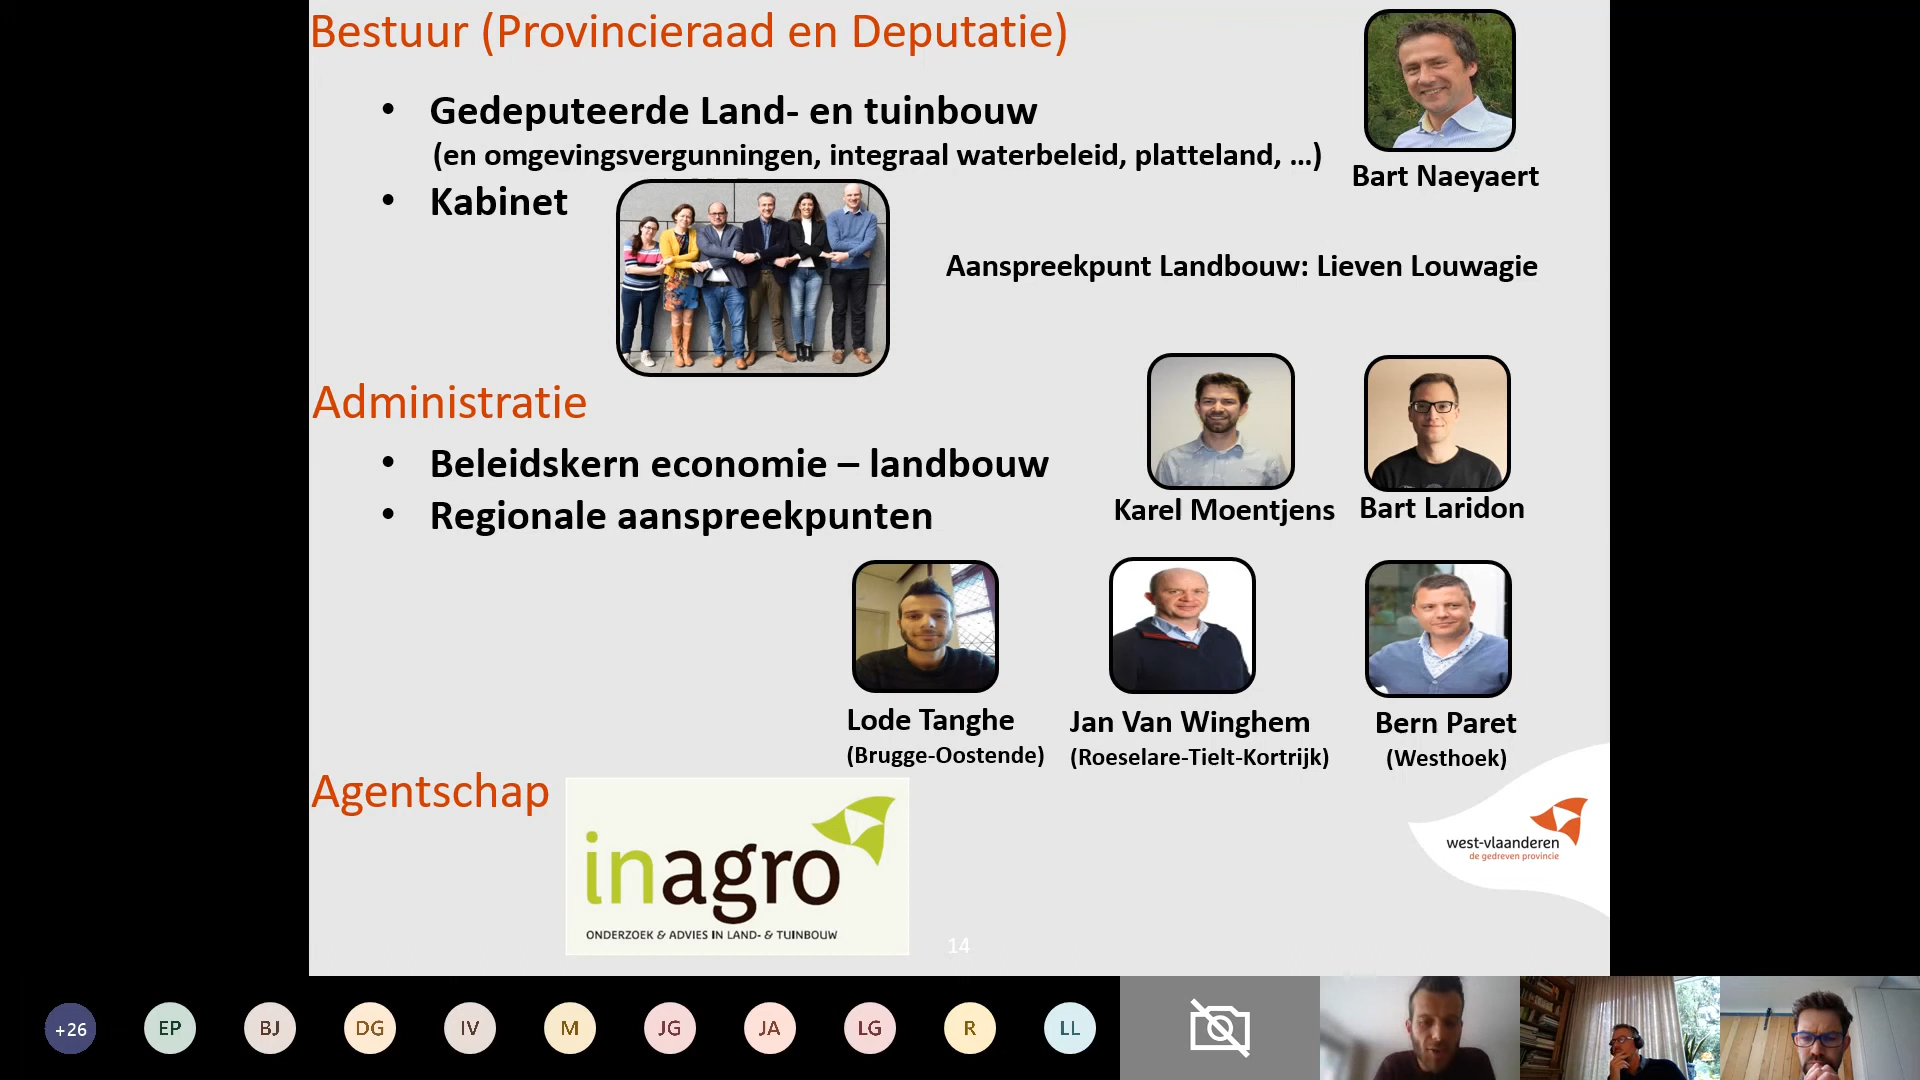 Bestuur (Provincieraad en Deputatie)
• Gedeputeerde Land- en tuinbouw
(en omgevingsvergunningen, integraal waterbeleid, platteland, ...)
Bart Naeyaert
• Kabinet
Aanspreekpunt Landbouw: Lieven Louwagie
Administratie
• Beleidskern economie – landbouw
• Regionale aanspreekpunten
Karel Moentjens
Bart Laridon
Lode Tanghe
(Brugge-Oostende)
Jan Van Winghem
(Roeselare-Tielt-Kortrijk)
Bern Paret
(Westhoek)
Agentschap
inagro
ONDERZOEK & ADVIES IN LAND- & TUINBOUW
west-vlaanderen
de gedreven provincie
14
+26
EP
BJ
DG
IV
M
JG
JA
LG
R
LL